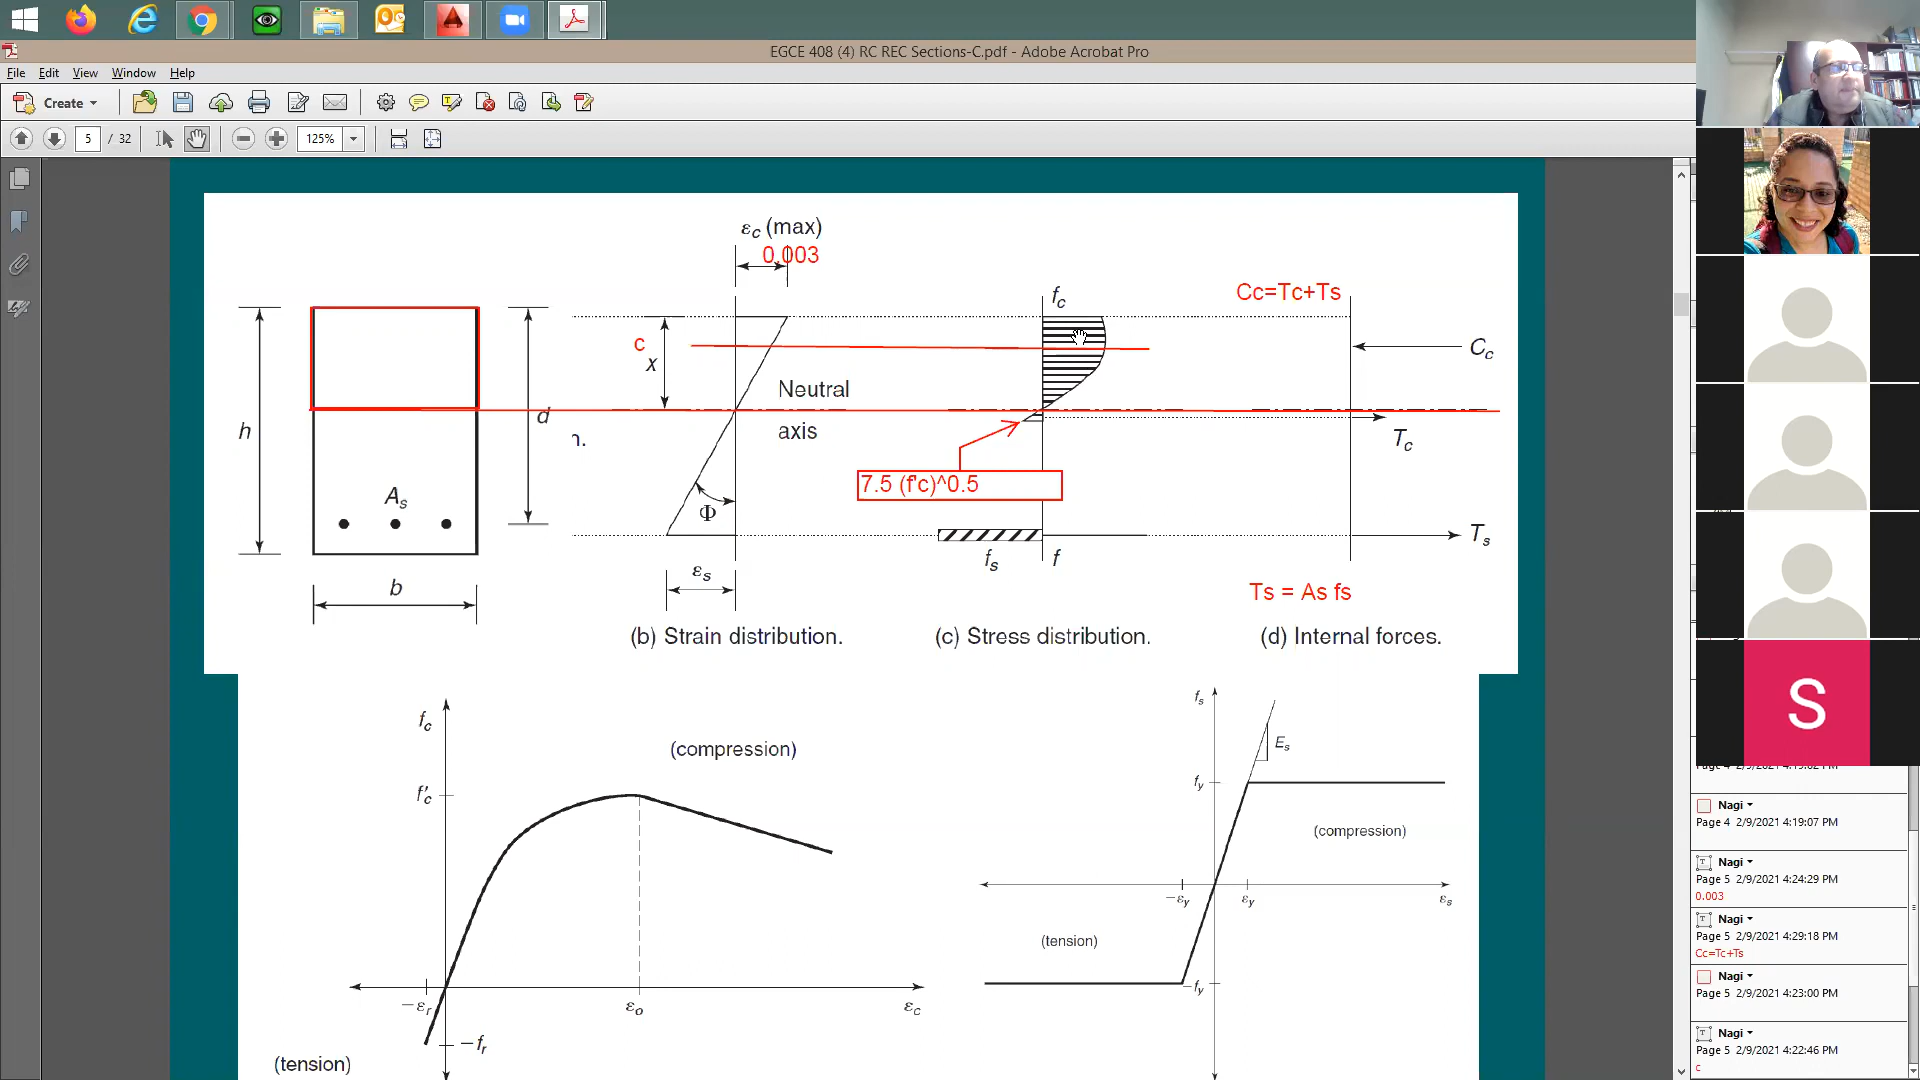 EGCE 408 (4) RC REC Sections-C.pdf - Adobe Acrobat Pro
File Edit View Window Help
Create
5 / 32 125%
εc (max)
0.003
fc
Cc=Tc+Ts
c
x
Cc
Neutral
axis
h
d
n.
Tc
7.5 (f'c)^0.5
As
Φ
Ts
fs f
εs
b
Ts = As fs
(b) Strain distribution. (c) Stress distribution. (d) Internal forces.
fc
(compression)
f'c
−εr
εo
εc
−fr
(tension)
fs
Es
fy
(compression)
−εy
εy
εs
(tension)
−fy
S
Nagi
Page 4 2/9/2021 4:19:07 PM
Nagi
Page 5 2/9/2021 4:24:29 PM
0.003
Nagi
Page 5 2/9/2021 4:29:18 PM
Cc=Tc+Ts
Nagi
Page 5 2/9/2021 4:23:00 PM
Nagi
Page 5 2/9/2021 4:22:46 PM
c